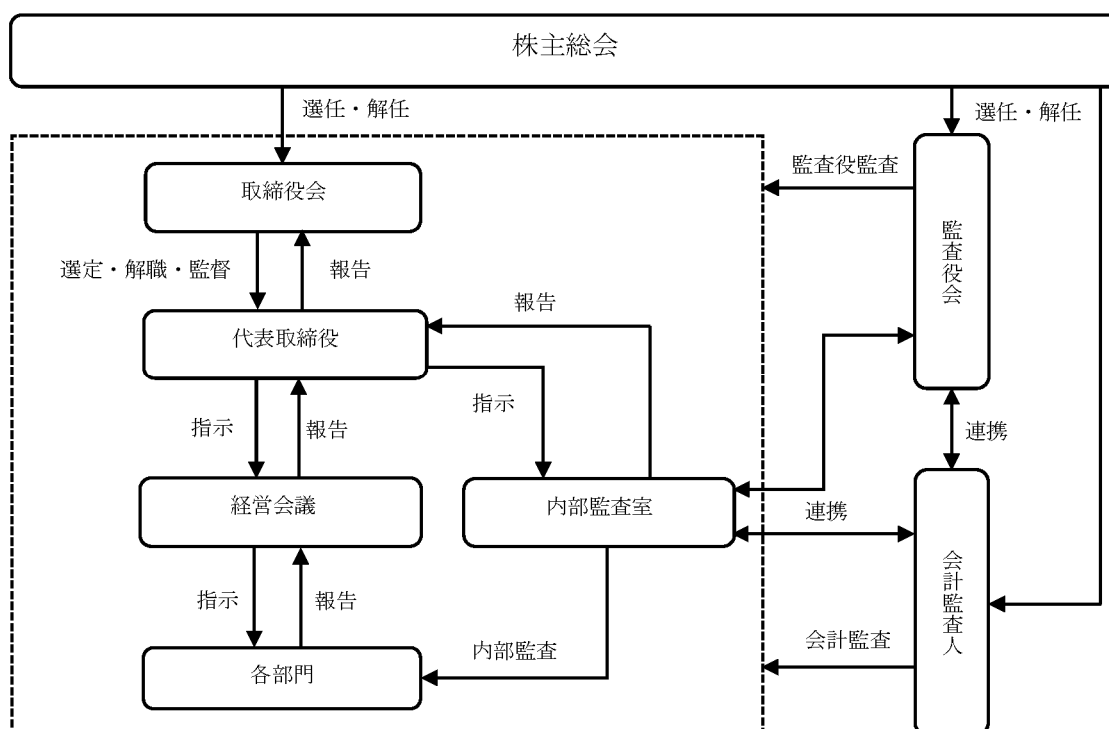 株主総会
選任・解任
選任・解任
取締役会
監査役監査
監査役会
選定・解職・監督
報告
代表取締役
報告
指示
報告
指示
連携
経営会議
内部監査室
連携
会計監査人
指示
報告
内部監査
会計監査
各部門